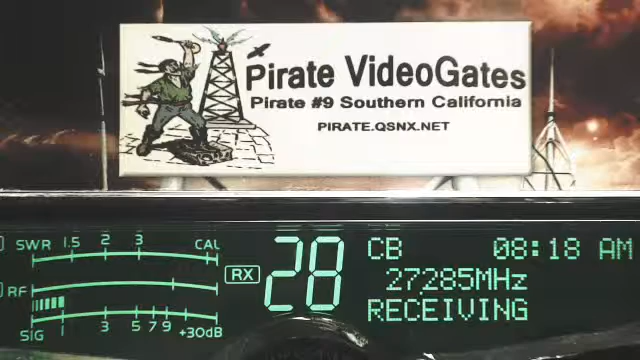 Pirate VideoGates
Pirate #9 Southern California
PIRATE.QSNX.NET
SWR 1.5 2 3 CAL
RX
28
CB 08:18 AM
27285MHz
RECEIVING
RF
SIG 1 3 5 7 9 +30dB